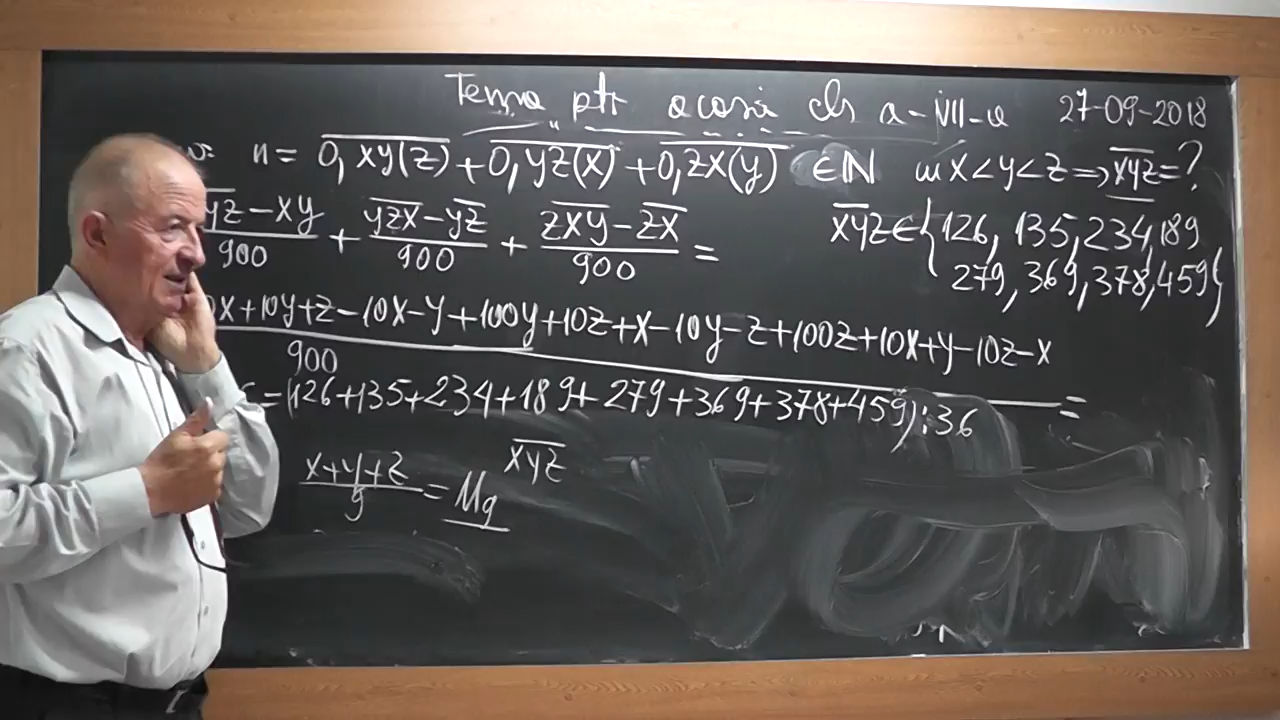 Tema ptr acasă cls a-VII-a 27-09-2018
n = 0,xy(z) + 0,yz(x) + 0,zx(y) ∈ N x<y<z ⇒ xyz = ?
yz-xy/900 + yzx-yz/900 + zxy-zx/900 =
xyz ∈ {126, 135, 234, 189
279, 369, 378, 459}
0x+10y+z-10x-y+100y+10z+x-10y-z+100z+10x+y-10z-x/900 =
= (126+135+234+189+279+369+378+459):36
x+y+z/9 = M9 xyz